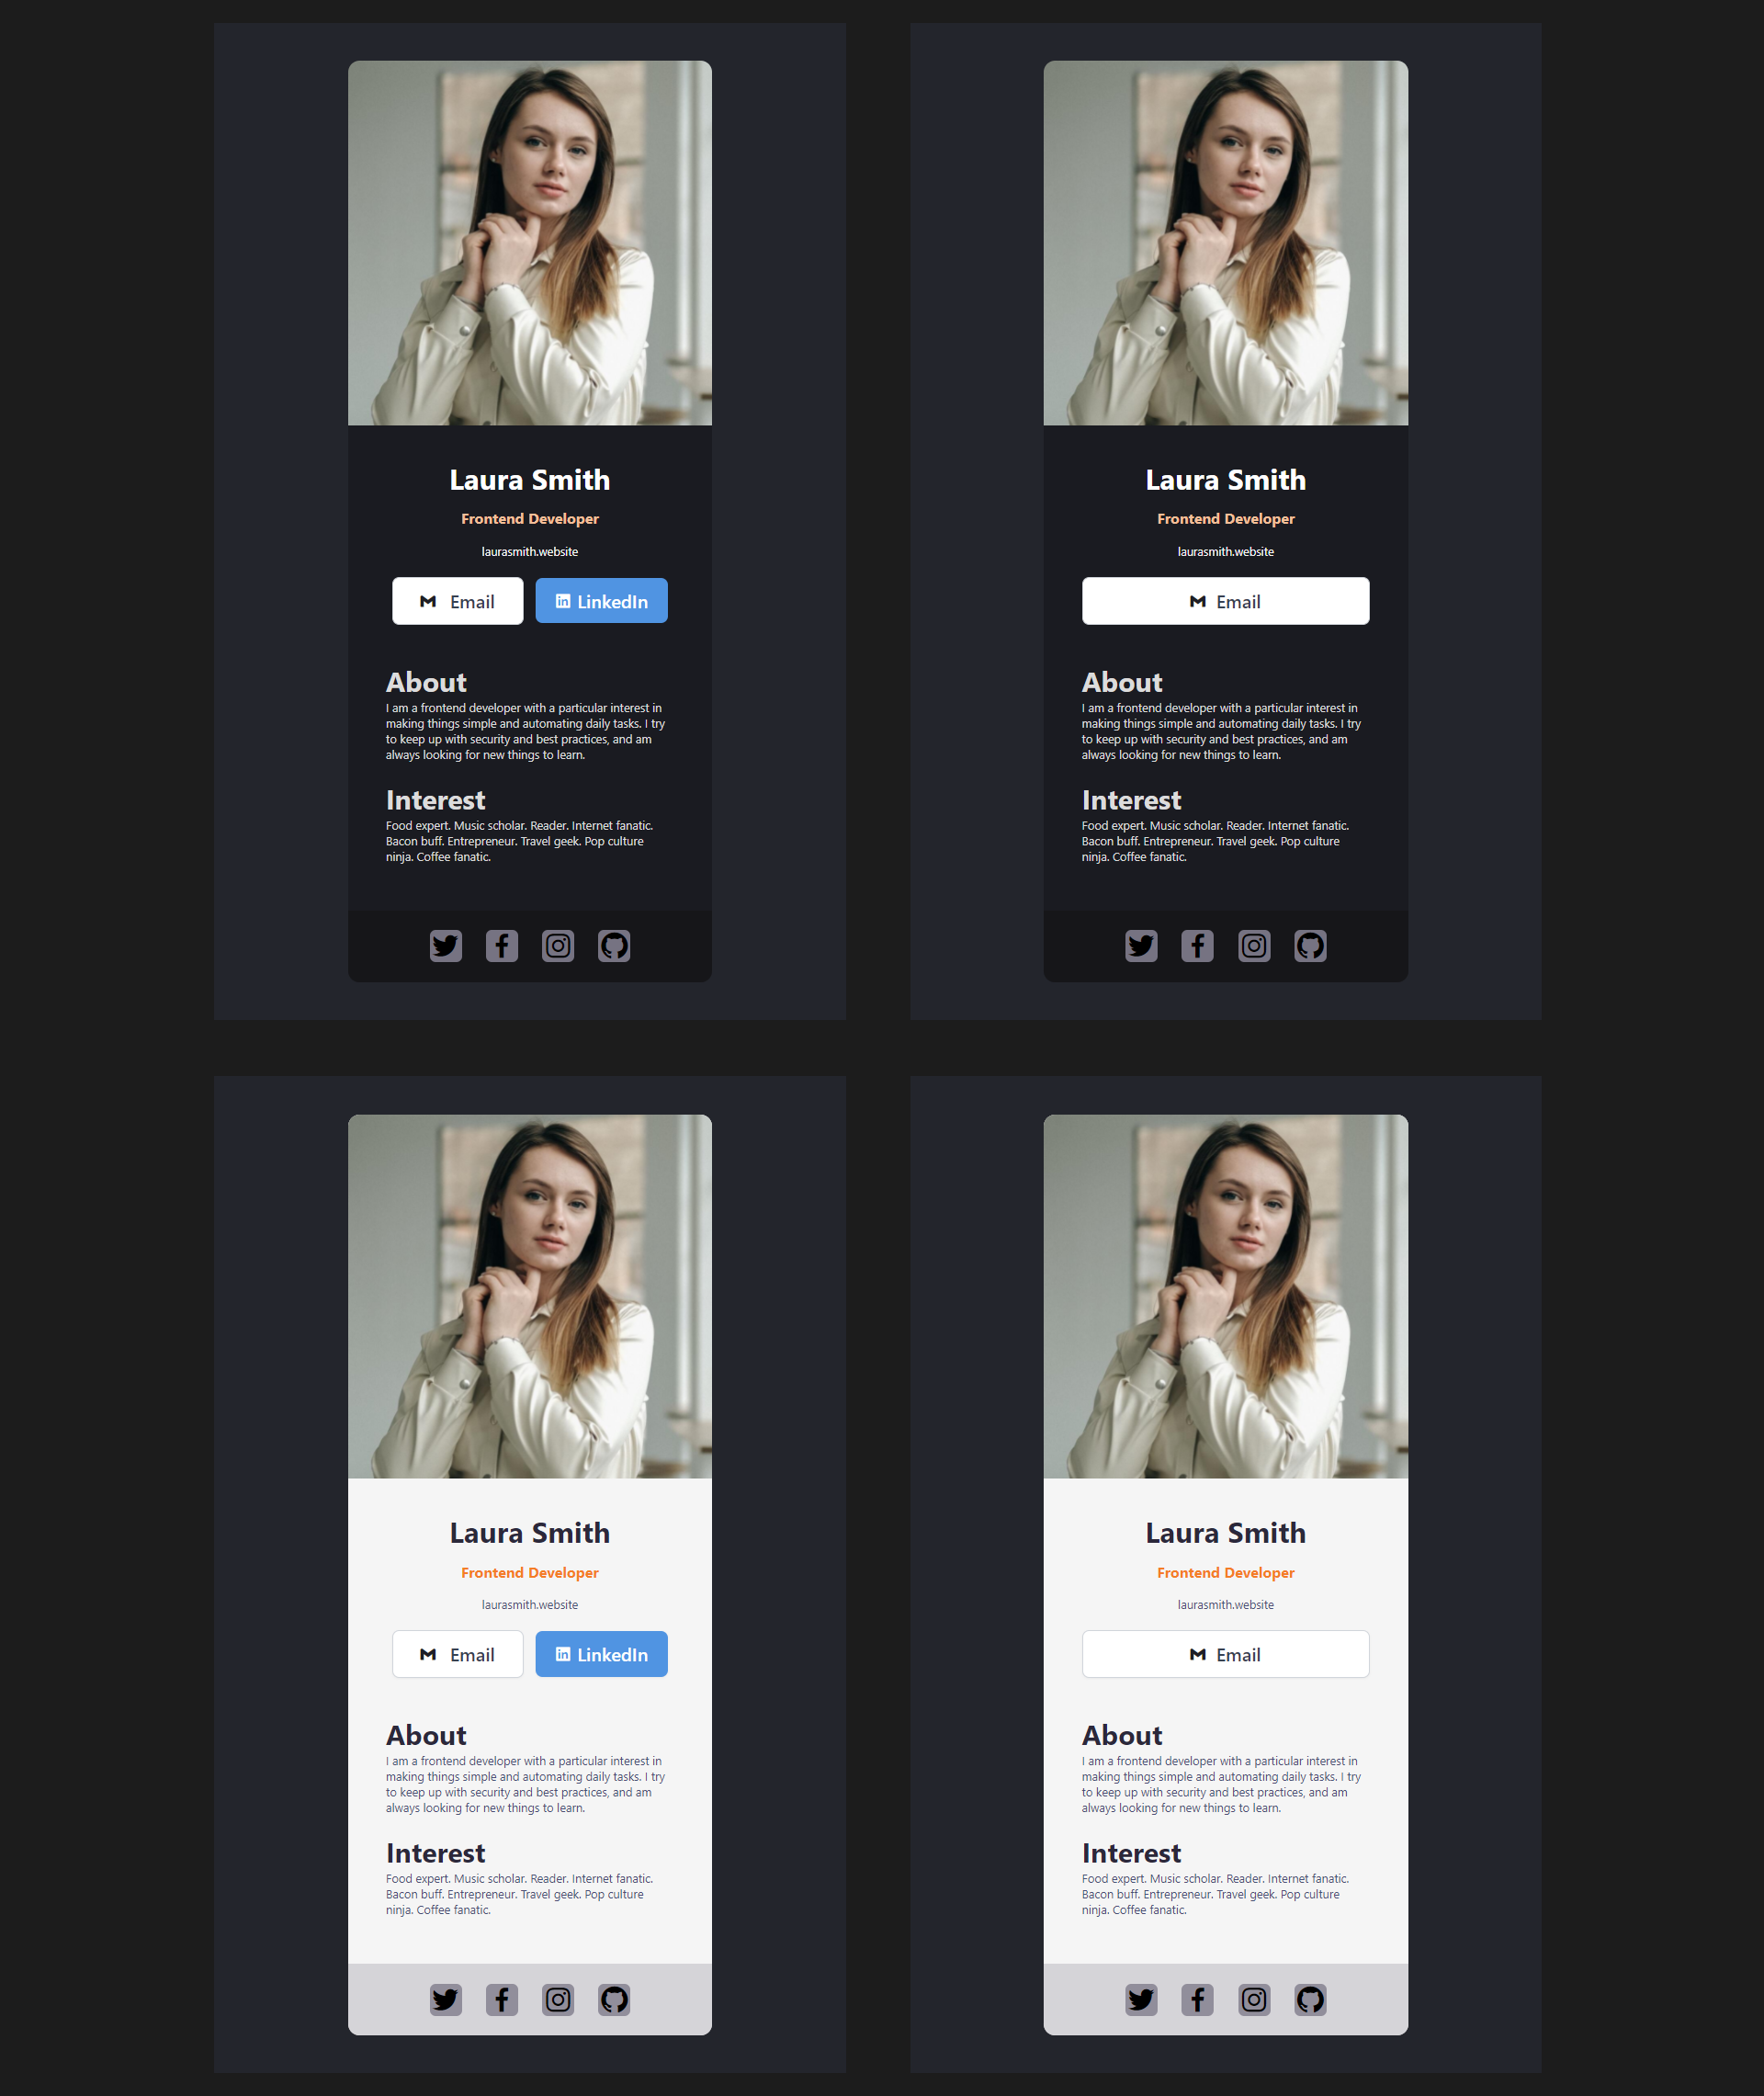 Laura Smith
Frontend Developer
laurasmith.website
Email
LinkedIn
About
I am a frontend developer with a particular interest in
making things simple and automating daily tasks. I try
to keep up with security and best practices, and am
always looking for new things to learn.
Interest
Food expert. Music scholar. Reader. Internet fanatic.
Bacon buff. Entrepreneur. Travel geek. Pop culture
ninja. Coffee fanatic.
Laura Smith
Frontend Developer
laurasmith.website
Email
About
I am a frontend developer with a particular interest in
making things simple and automating daily tasks. I try
to keep up with security and best practices, and am
always looking for new things to learn.
Interest
Food expert. Music scholar. Reader. Internet fanatic.
Bacon buff. Entrepreneur. Travel geek. Pop culture
ninja. Coffee fanatic.
Laura Smith
Frontend Developer
laurasmith.website
Email
LinkedIn
About
I am a frontend developer with a particular interest in
making things simple and automating daily tasks. I try
to keep up with security and best practices, and am
always looking for new things to learn.
Interest
Food expert. Music scholar. Reader. Internet fanatic.
Bacon buff. Entrepreneur. Travel geek. Pop culture
ninja. Coffee fanatic.
Laura Smith
Frontend Developer
laurasmith.website
Email
About
I am a frontend developer with a particular interest in
making things simple and automating daily tasks. I try
to keep up with security and best practices, and am
always looking for new things to learn.
Interest
Food expert. Music scholar. Reader. Internet fanatic.
Bacon buff. Entrepreneur. Travel geek. Pop culture
ninja. Coffee fanatic.